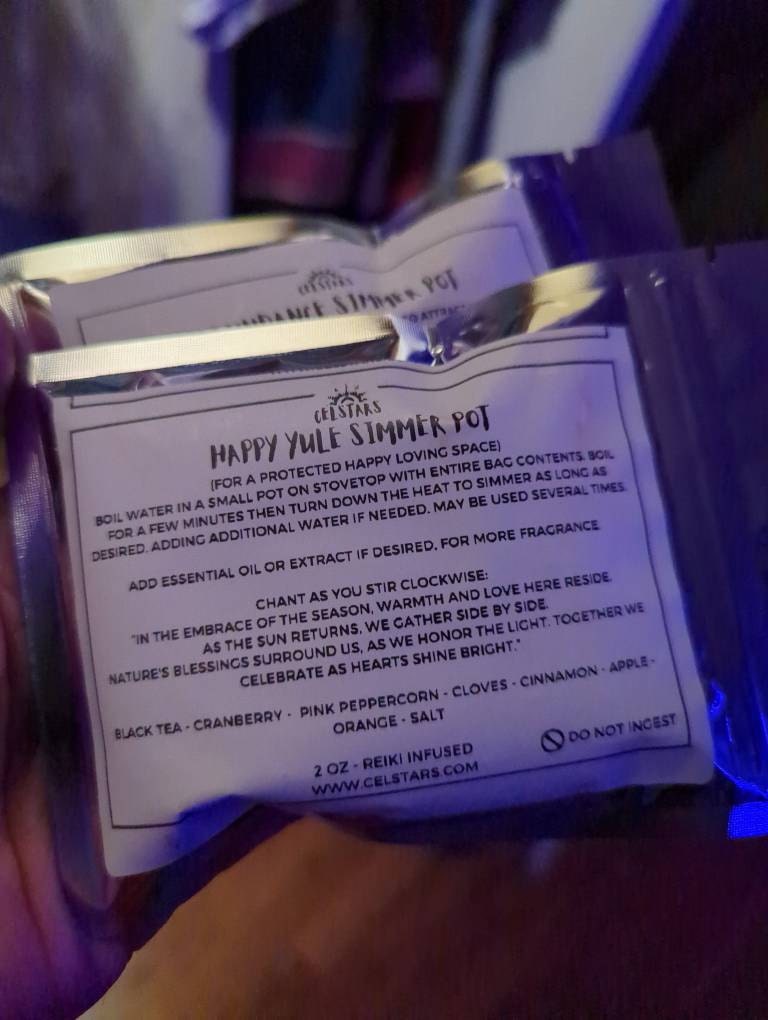 CELSTARS
SIMMER POT
CELSTARS
HAPPY YULE SIMMER POT
(FOR A PROTECTED HAPPY LOVING SPACE)
BOIL WATER IN A SMALL POT ON STOVETOP WITH ENTIRE BAG CONTENTS. BOIL
FOR A FEW MINUTES THEN TURN DOWN THE HEAT TO SIMMER AS LONG AS
DESIRED. ADDING ADDITIONAL WATER IF NEEDED. MAY BE USED SEVERAL TIMES.
ADD ESSENTIAL OIL OR EXTRACT IF DESIRED, FOR MORE FRAGRANCE
CHANT AS YOU STIR CLOCKWISE:
"IN THE EMBRACE OF THE SEASON, WARMTH AND LOVE HERE RESIDE,
AS THE SUN RETURNS, WE GATHER SIDE BY SIDE.
NATURE'S BLESSINGS SURROUND US, AS WE HONOR THE LIGHT. TOGETHER WE
CELEBRATE AS HEARTS SHINE BRIGHT."
BLACK TEA - CRANBERRY - PINK PEPPERCORN - CLOVES - CINNAMON - APPLE -
ORANGE - SALT
DO NOT INGEST
2 OZ - REIKI INFUSED
WWW.CELSTARS.COM